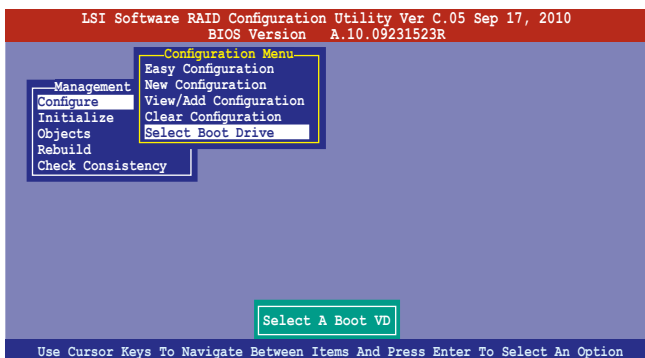 LSI Software RAID Configuration Utility Ver C.05 Sep 17, 2010
BIOS Version A.10.09231523R
Configuration Menu
Easy Configuration
New Configuration
View/Add Configuration
Clear Configuration
Select Boot Drive
Management
Configure
Initialize
Objects
Rebuild
Check Consistency
Select A Boot VD
Use Cursor Keys To Navigate Between Items And Press Enter To Select An Option